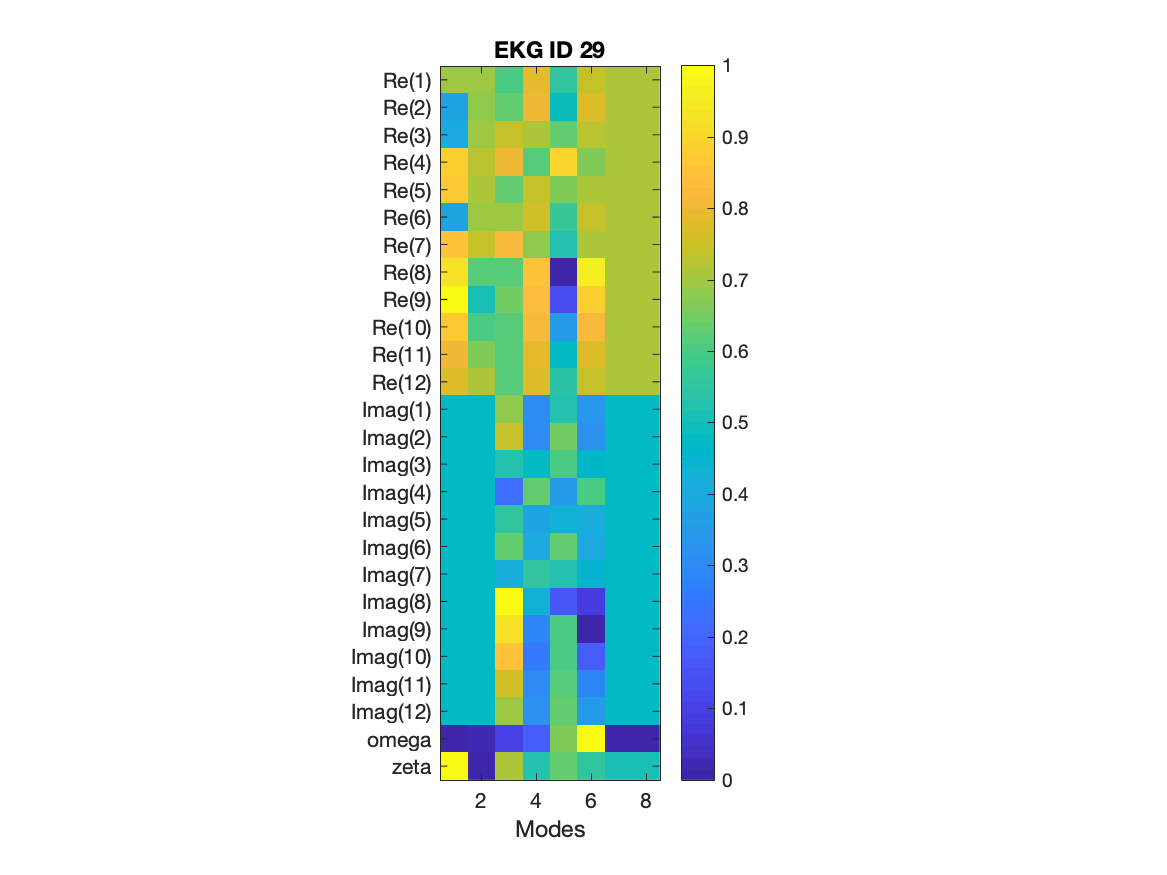 EKG ID 29
Re(1)
Re(2)
Re(3)
Re(4)
Re(5)
Re(6)
Re(7)
Re(8)
Re(9)
Re(10)
Re(11)
Re(12)
Imag(1)
Imag(2)
Imag(3)
Imag(4)
Imag(5)
Imag(6)
Imag(7)
Imag(8)
Imag(9)
Imag(10)
Imag(11)
Imag(12)
omega
zeta
2 4 6 8
Modes
1
0.9
0.8
0.7
0.6
0.5
0.4
0.3
0.2
0.1
0